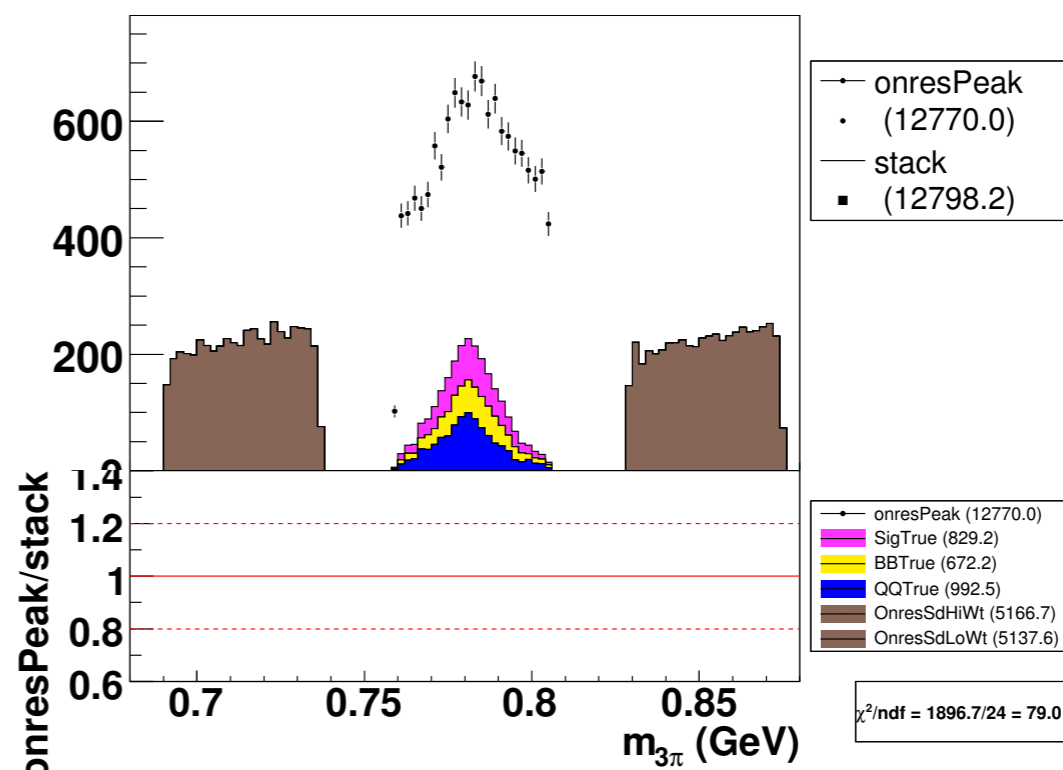 600
400
200
0
1.4
1.2
1
0.8
0.6
onresPeak/stack
0.7
0.75
0.8
0.85
m3π (GeV)
onresPeak
(12770.0)
stack
(12798.2)
onresPeak (12770.0)
SigTrue (829.2)
BBTrue (672.2)
QQTrue (992.5)
OnresSdHiWt (5166.7)
OnresSdLoWt (5137.6)
χ²/ndf = 1896.7/24 = 79.0